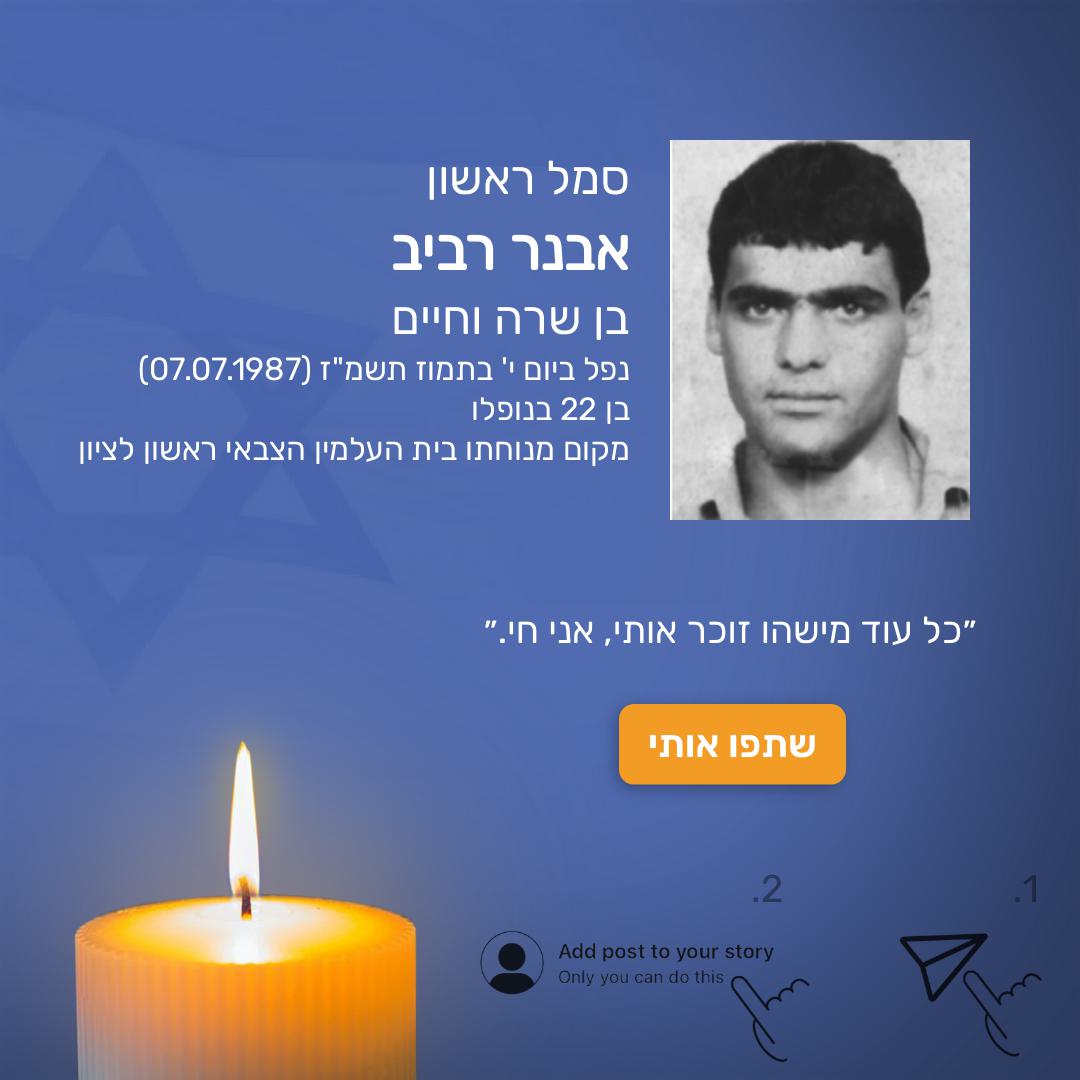 סמל ראשון
אבנר רביב
בן שרה וחיים
נפל ביום י' בתמוז תשמ"ז (07.07.1987)
בן 22 בנופלו
מקום מנוחתו בית העלמין הצבאי ראשון לציון
״כל עוד מישהו זוכר אותי, אני חי.״
שתפו אותי
.1
.2
Add post to your story
Only you can do this